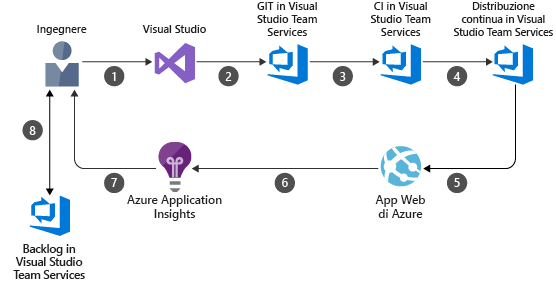 Ingegnere
Visual Studio
GIT in Visual
Studio Team
Services
CI in Visual
Studio Team
Services
Distribuzione
continua in Visual
Studio Team Services
1
2
3
4
8
7
6
5
Azure Application
Insights
App Web
di Azure
Backlog in
Visual Studio
Team Services